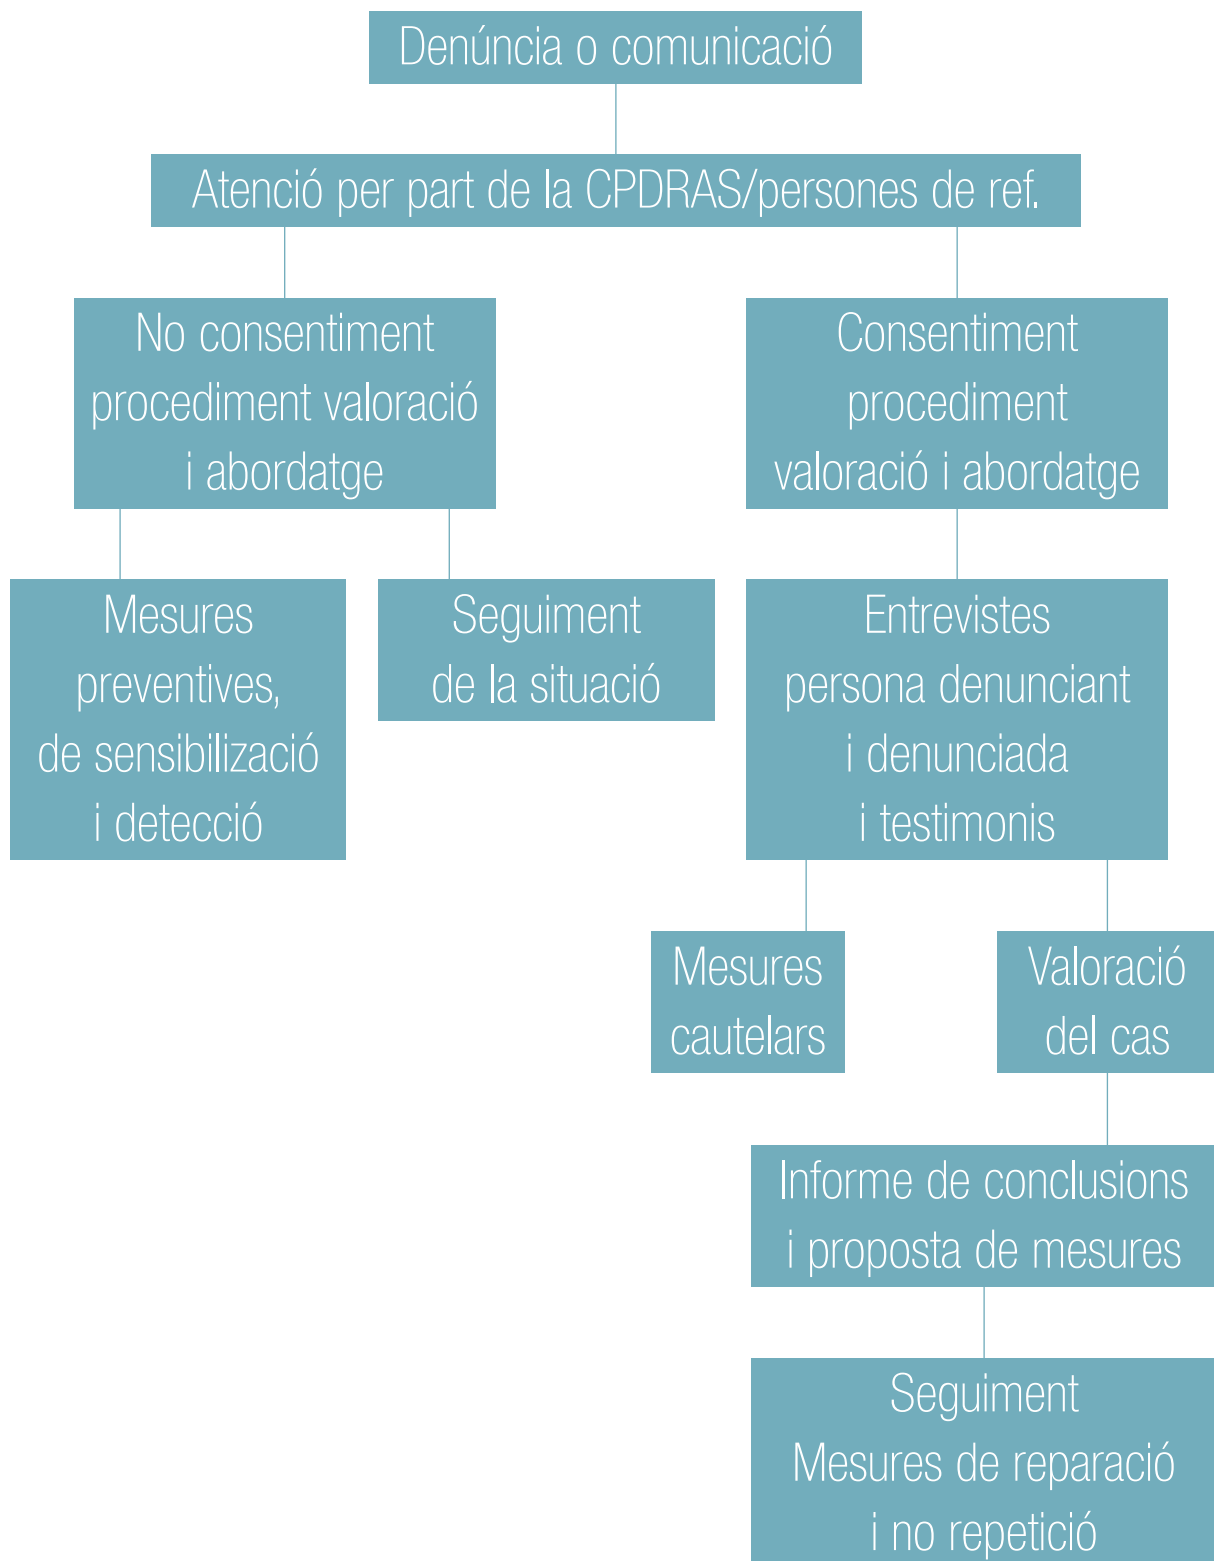 Denúncia o comunicació
Atenció per part de la CPDRAS/persones de ref.
No consentiment
procediment valoració
i abordatge
Consentiment
procediment
valoració i abordatge
Mesures
preventives,
de sensibilització
i detecció
Seguiment
de la situació
Entrevistes
persona denunciant
i denunciada
i testimonis
Mesures
cautelars
Valoració
del cas
Informe de conclusions
i proposta de mesures
Seguiment
Mesures de reparació
i no repetició